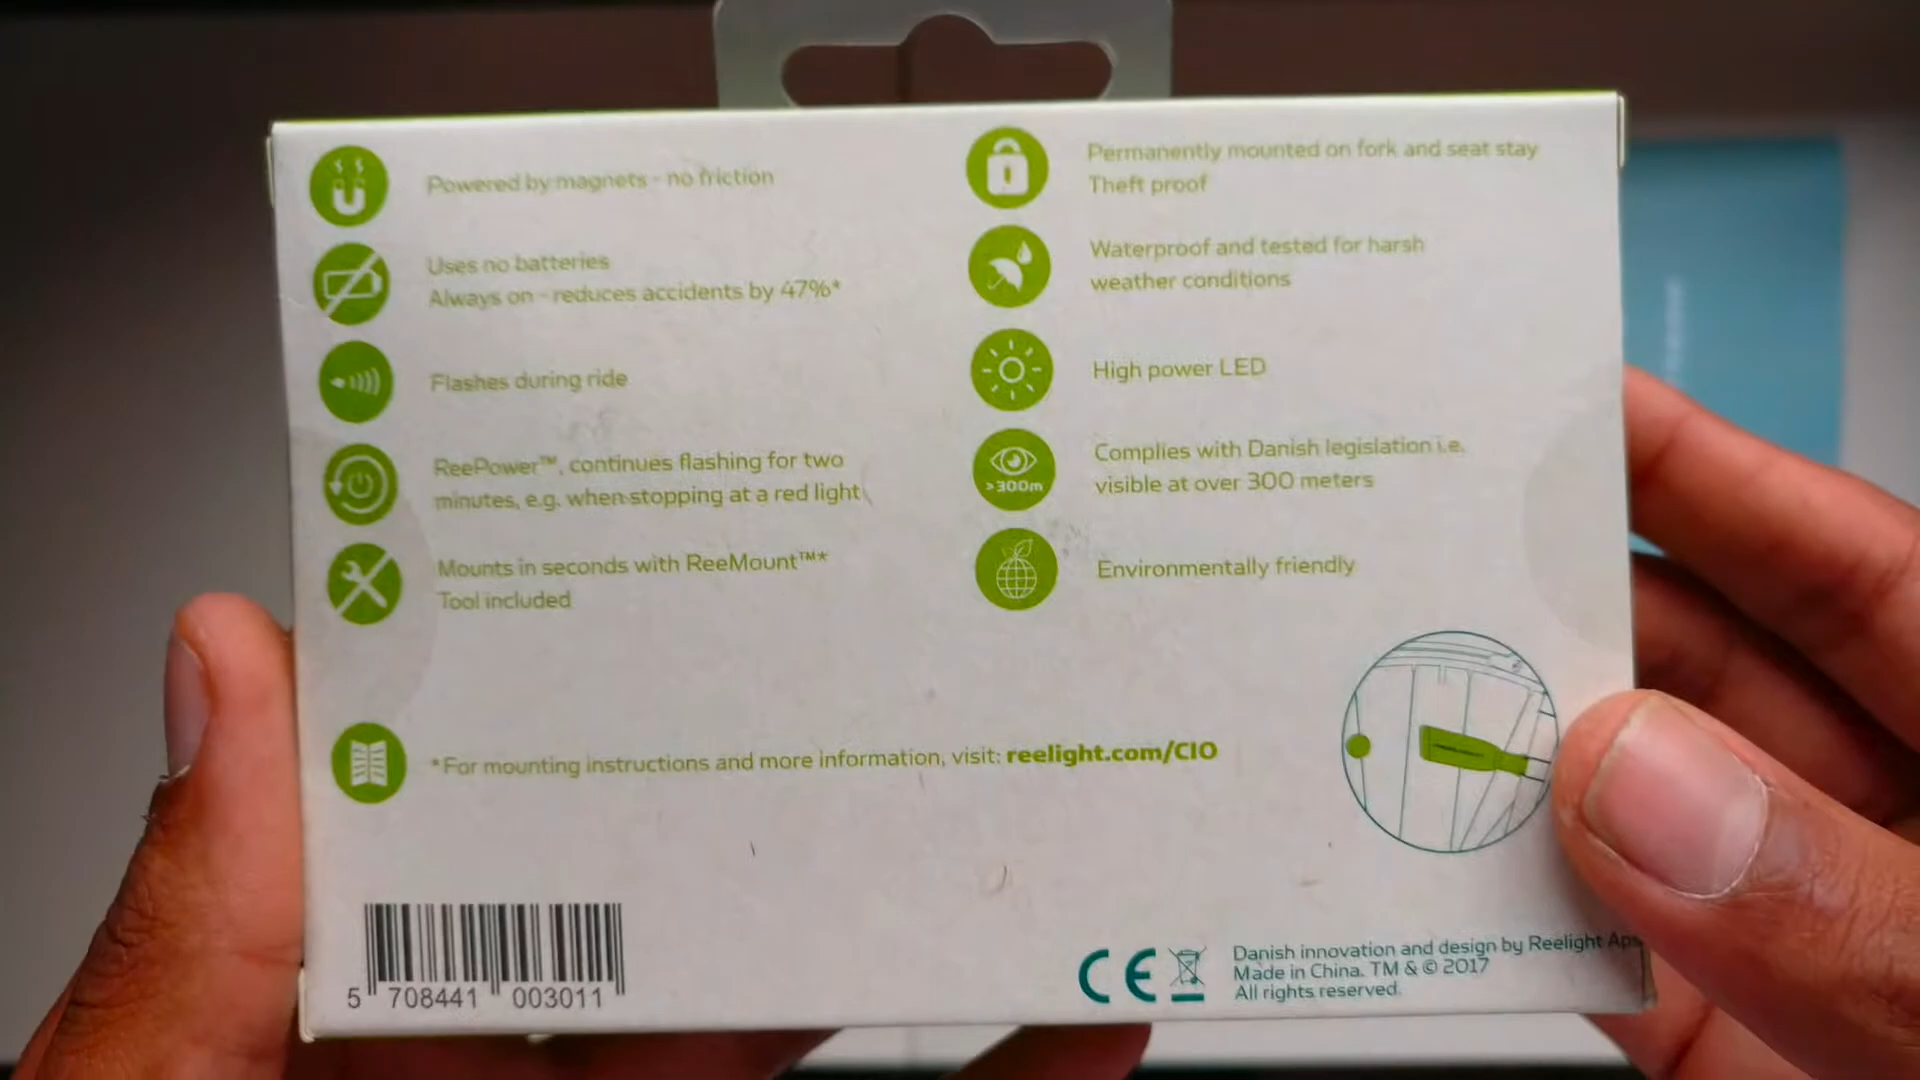 Powered by magnets - no friction
Uses no batteries
Always on - reduces accidents by 47%*
Flashes during ride
ReePower™, continues flashing for two
minutes, e.g. when stopping at a red light
Mounts in seconds with ReeMount™*
Tool included
Permanently mounted on fork and seat stay
Theft proof
Waterproof and tested for harsh
weather conditions
High power LED
>300m
Complies with Danish legislation i.e.
visible at over 300 meters
Environmentally friendly
*For mounting instructions and more information, visit: reelight.com/CIO
5 708441 003011
CE
Danish innovation and design by Reelight Aps
Made in China. TM & © 2017
All rights reserved.